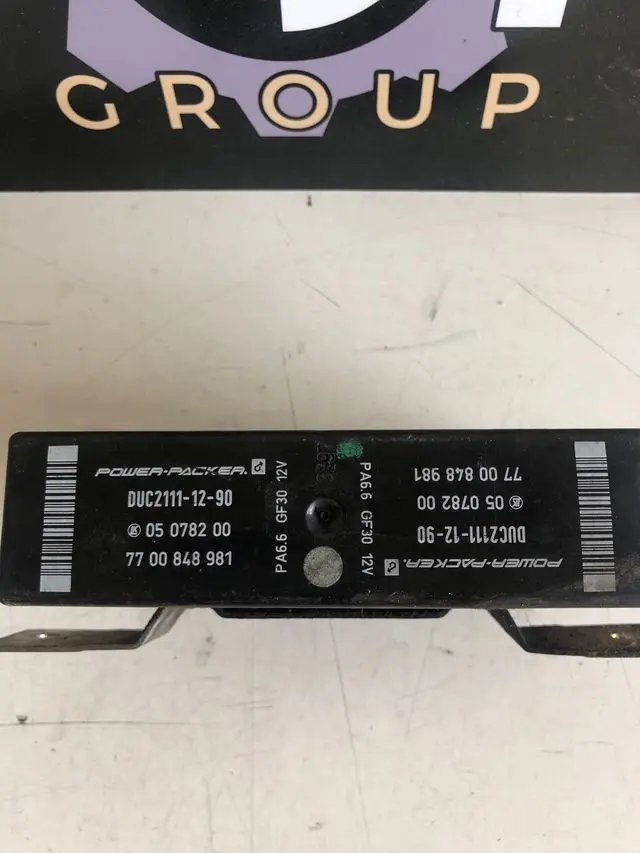 GROUP
POWER-PACKER.
DUC2111-12-90
05 0782 00
77 00 848 981
PA6.6 GF30 12V
PA6.6 GF30 12V
POWER-PACKER.
DUC2111-12-90
05 0782 00
77 00 848 981